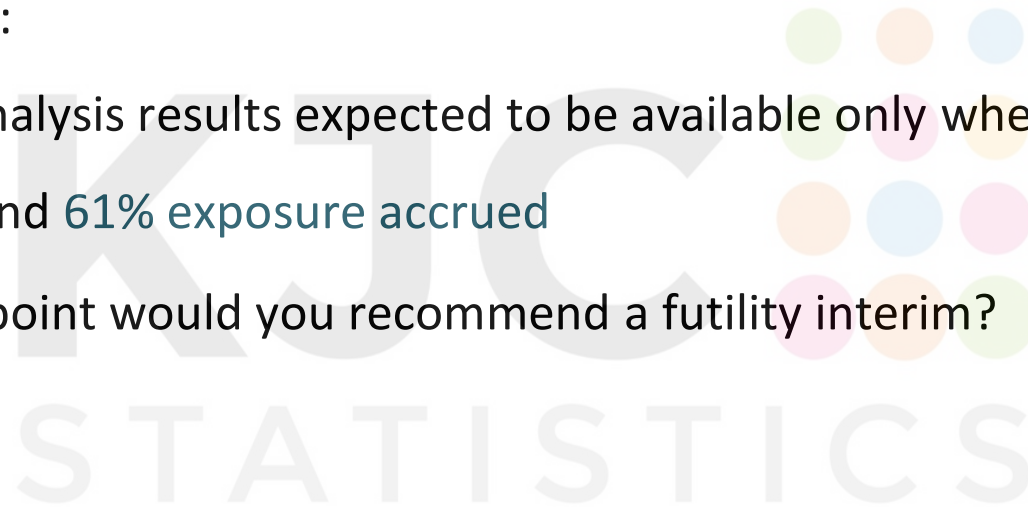 :
nalysis results expected to be available only whe
nd 61% exposure accrued
point would you recommend a futility interim?
KJC
STATISTICS